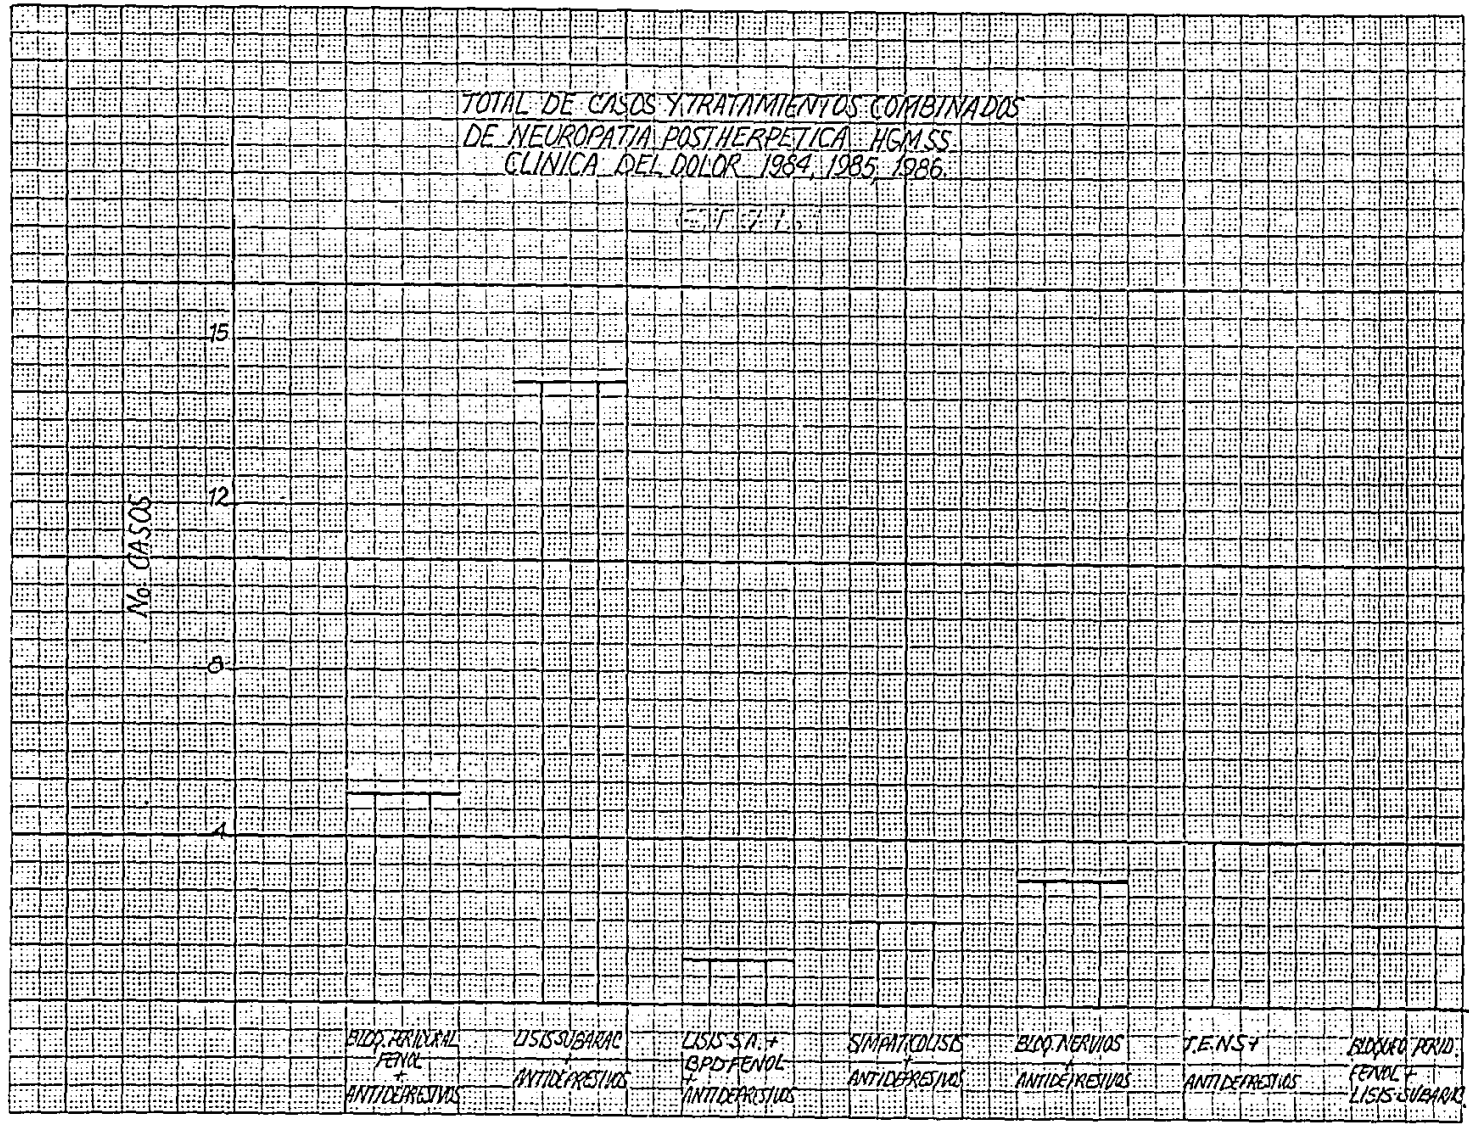 TOTAL DE CASOS Y TRATAMIENTOS COMBINADOS
DE NEUROPATIA POSTHERPETICA HGMSS.
CLINICA DEL DOLOR 1984, 1985, 1986.
15
12
No. CASOS
8
4
BLOQ. PERIDURAL
FENOL
+
ANTIDEPRESIVOS
LISIS SUBARAC
+
ANTIDEPRESIVOS
LISIS S.A. +
BPD FENOL
+
ANTIDEPRESIVOS
SIMPATICOLISIS
+
ANTIDEPRESIVOS
BLOQ. NERVIOS
+
ANTIDEPRESIVOS
T.E.N.S +
ANTIDEPRESIVOS
BLOQUEO PERID.
FENOL +
LISIS-SUBARAC.